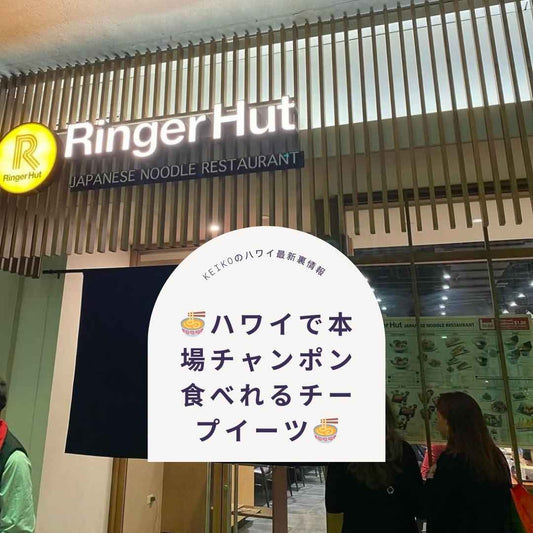 Ringer Hut
R
Ringer Hut
JAPANESE NOODLE RESTAURANT
KEIKOのハワイ最新裏情報
🍜ハワイで本
場チャンポン
食べれるチー
プイーツ🍜
Hut JAPANESE NOODLE RESTAURANT